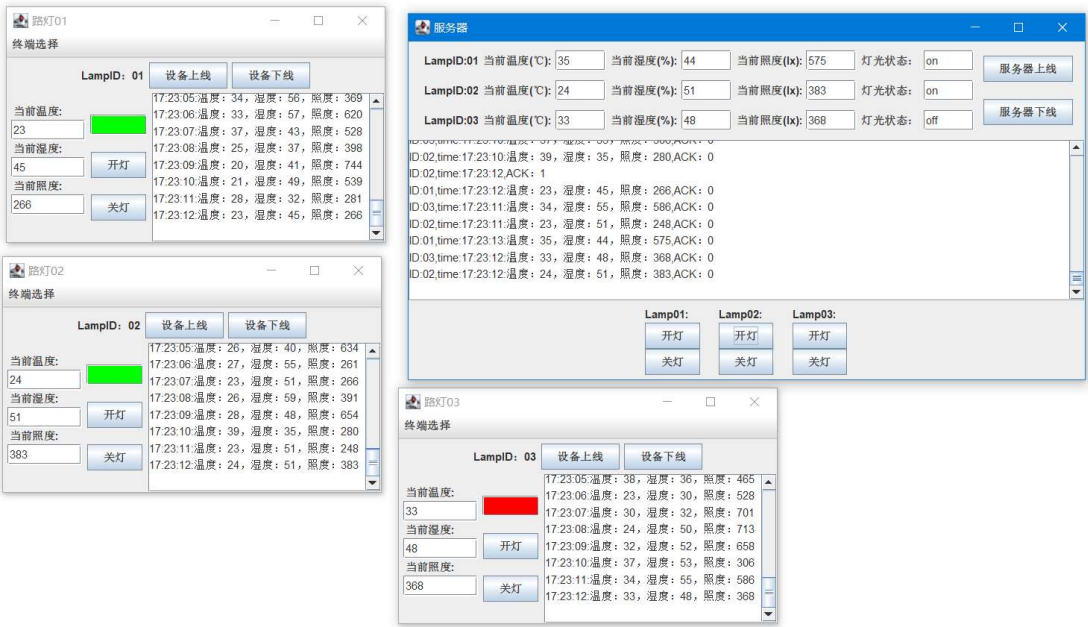 路灯01
终端选择
LampID：01 设备上线 设备下线
当前温度:
23
当前湿度:
45
当前照度:
266
开灯
关灯
17:23:05:温度：34，湿度：56，照度：369
17:23:06:温度：33，湿度：57，照度：620
17:23:07:温度：37，湿度：43，照度：528
17:23:08:温度：25，湿度：37，照度：398
17:23:09:温度：20，湿度：41，照度：744
17:23:10:温度：21，湿度：49，照度：539
17:23:11:温度：28，湿度：32，照度：281
17:23:12:温度：23，湿度：45，照度：266
服务器
LampID:01 当前温度(℃): 35 当前湿度(%): 44 当前照度(lx): 575 灯光状态: on
LampID:02 当前温度(℃): 24 当前湿度(%): 51 当前照度(lx): 383 灯光状态: on
LampID:03 当前温度(℃): 33 当前湿度(%): 48 当前照度(lx): 368 灯光状态: off
服务器上线
服务器下线
ID:02,time:17:23:10:温度：39，湿度：35，照度：280,ACK：0
ID:02,time:17:23:12,ACK：1
ID:01,time:17:23:12:温度：23，湿度：45，照度：266,ACK：0
ID:03,time:17:23:11:温度：34，湿度：55，照度：586,ACK：0
ID:02,time:17:23:11:温度：23，湿度：51，照度：248,ACK：0
ID:01,time:17:23:13:温度：35，湿度：44，照度：575,ACK：0
ID:03,time:17:23:12:温度：33，湿度：48，照度：368,ACK：0
ID:02,time:17:23:12:温度：24，湿度：51，照度：383,ACK：0
Lamp01: Lamp02: Lamp03:
开灯 开灯 开灯
关灯 关灯 关灯
路灯02
终端选择
LampID：02 设备上线 设备下线
当前温度:
24
当前湿度:
51
当前照度:
383
开灯
关灯
17:23:05:温度：26，湿度：40，照度：634
17:23:06:温度：27，湿度：55，照度：261
17:23:07:温度：23，湿度：51，照度：266
17:23:08:温度：26，湿度：59，照度：391
17:23:09:温度：28，湿度：48，照度：654
17:23:10:温度：39，湿度：35，照度：280
17:23:11:温度：23，湿度：51，照度：248
17:23:12:温度：24，湿度：51，照度：383
路灯03
终端选择
LampID：03 设备上线 设备下线
当前温度:
33
当前湿度:
48
当前照度:
368
开灯
关灯
17:23:05:温度：38，湿度：36，照度：465
17:23:06:温度：23，湿度：30，照度：528
17:23:07:温度：30，湿度：32，照度：701
17:23:08:温度：24，湿度：50，照度：713
17:23:09:温度：32，湿度：52，照度：658
17:23:10:温度：37，湿度：53，照度：306
17:23:11:温度：34，湿度：55，照度：586
17:23:12:温度：33，湿度：48，照度：368